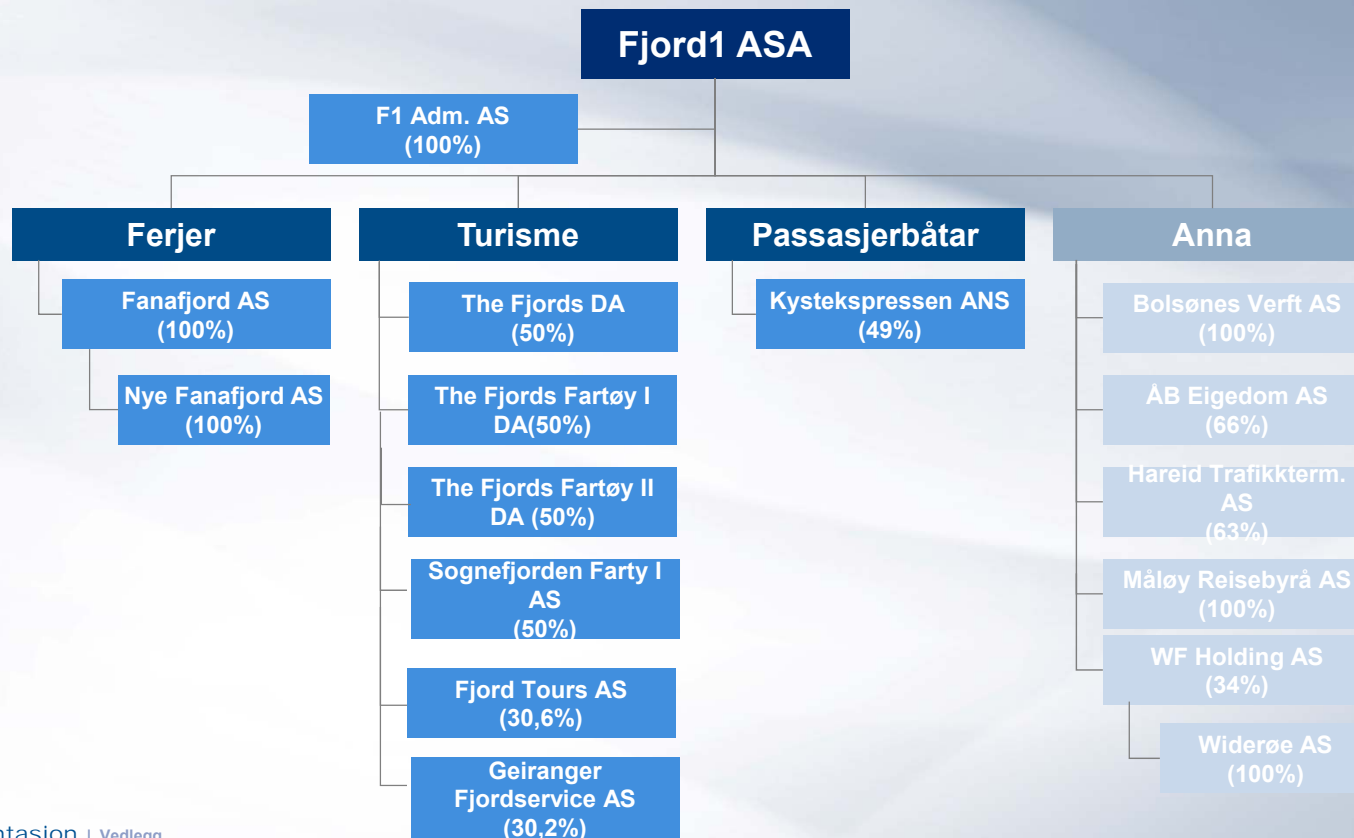 Fjord1 ASA
F1 Adm. AS
(100%)
Ferjer
Turisme
Passasjerbåtar
Anna
Fanafjord AS
(100%)
Nye Fanafjord AS
(100%)
The Fjords DA
(50%)
The Fjords Fartøy I
DA(50%)
The Fjords Fartøy II
DA (50%)
Sognefjorden Farty I
AS
(50%)
Fjord Tours AS
(30,6%)
Geiranger
Fjordservice AS
(30,2%)
Kystekspressen ANS
(49%)
Bolsønes Verft AS
(100%)
ÅB Eigedom AS
(66%)
Hareid Trafikkterm.
AS
(63%)
Måløy Reisebyrå AS
(100%)
WF Holding AS
(34%)
Widerøe AS
(100%)
ntasjon | Vedlegg